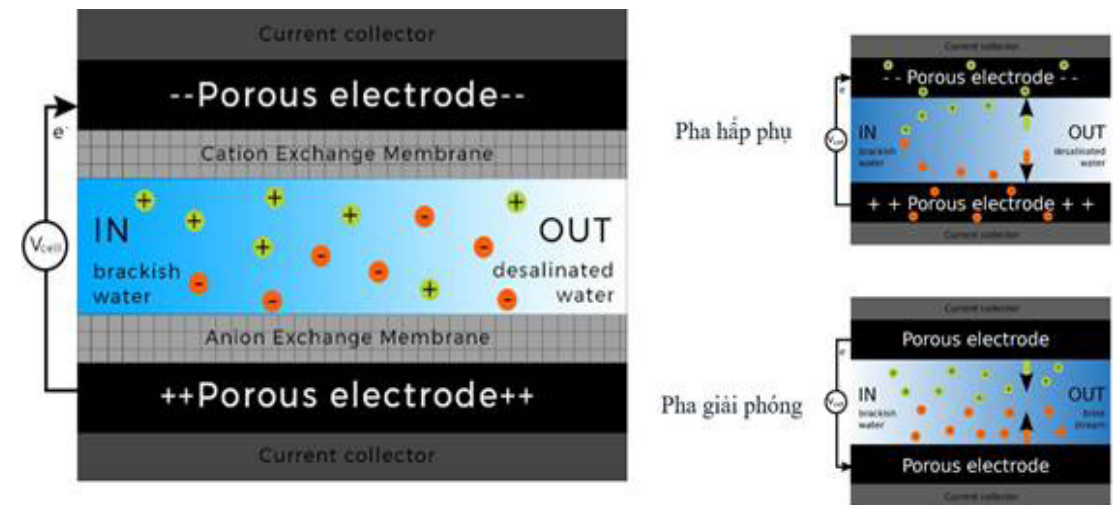 Current collector
--Porous electrode--
e-
Cation Exchange Membrane
Vcell
IN
brackish
water
OUT
desalinated
water
Anion Exchange Membrane
++Porous electrode++
Current collector
Pha hấp phụ
Current collector
-- Porous electrode --
e
Vcell
IN
brackish
water
OUT
desalinated
water
+ + Porous electrode + +
Current collector
Pha giải phóng
Current collector
Porous electrode
e
Vcell
IN
brackish
water
OUT
brine
stream
Porous electrode
Current collector